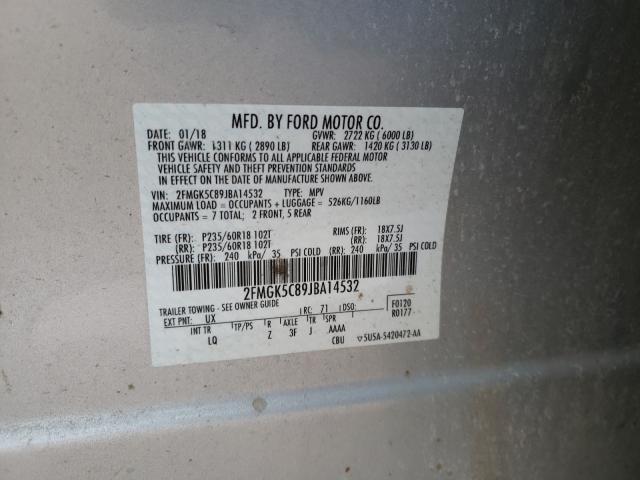 MFD. BY FORD MOTOR CO.
DATE: 01/18 GVWR: 2722 KG ( 6000 LB)
FRONT GAWR: 1311 KG ( 2890 LB) REAR GAWR: 1420 KG ( 3130 LB)
THIS VEHICLE CONFORMS TO ALL APPLICABLE FEDERAL MOTOR
VEHICLE SAFETY AND THEFT PREVENTION STANDARDS
IN EFFECT ON THE DATE OF MANUFACTURE SHOWN ABOVE.
VIN: 2FMGK5C89JBA14532 TYPE: MPV
MAXIMUM LOAD = OCCUPANTS + LUGGAGE = 526KG/1160LB
OCCUPANTS = 7 TOTAL; 2 FRONT, 5 REAR
TIRE (FR): P235/60R18 102T RIMS (FR): 18X7.5J
(RR): P235/60R18 102T (RR): 18X7.5J
PRESSURE (FR): 240 kPa/ 35 PSI COLD (RR): 240 kPa/ 35 PSI COLD
2FMGK5C89JBA14532
TRAILER TOWING - SEE OWNER GUIDE
EXT PNT: UX RC: 71 DSO: F0120
R0177
INT TR TP/PS R AXLE TR SPR
LQ Z 3F J AAAA CBU ▽5U5A-5420472-AA